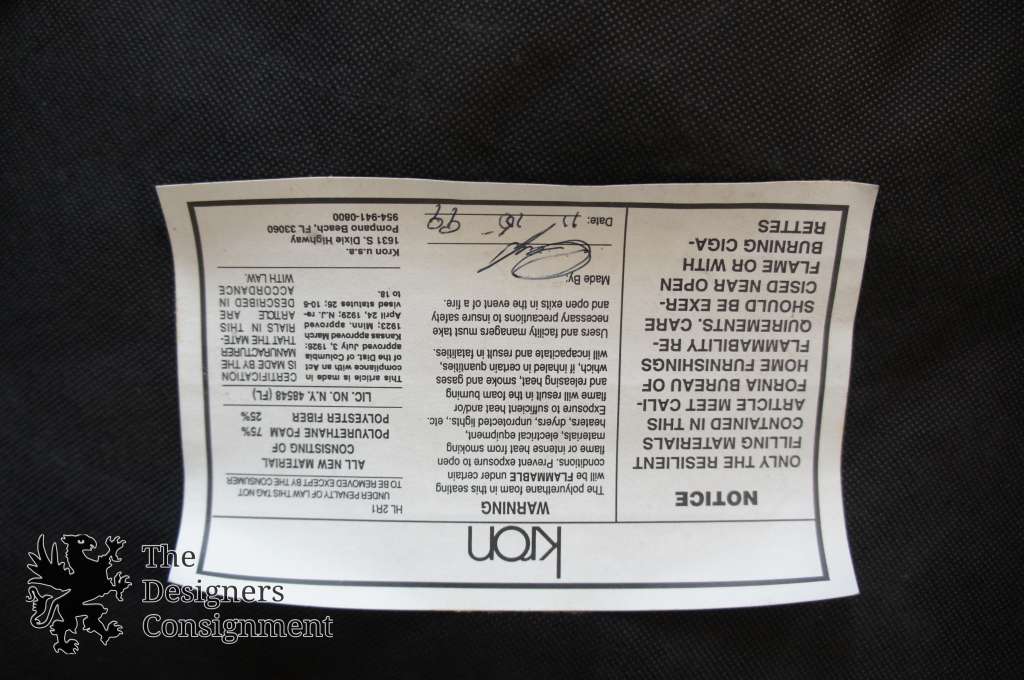 kron
NOTICE
ONLY THE RESILIENT
FILLING MATERIALS
CONTAINED IN THIS
ARTICLE MEET CALI-
FORNIA BUREAU OF
HOME FURNISHINGS
FLAMMABILITY RE-
QUIREMENTS. CARE
SHOULD BE EXER-
CISED NEAR OPEN
FLAME OR WITH
BURNING CIGA-
RETTES
WARNING
The polyurethane foam in this seating
will be FLAMMABLE under certain
conditions. Prevent exposure to open
flame or intense heat from smoking
materials, electrical equipment,
heaters, dryers, unprotected lights., etc.
Exposure to sufficient heat and/or
flame will result in the foam burning
and releasing heat, smoke and gases
which, if inhaled in certain quantities,
will incapacitate and result in fatalities.
Users and facility managers must take
necessary precautions to insure safety
and open exits in the event of a fire.
Made By:
Date: 11
99
HL 2R1
UNDER PENALTY OF LAW THIS TAG NOT
TO BE REMOVED EXCEPT BY THE CONSUMER
ALL NEW MATERIAL
CONSISTING OF
POLYURETHANE FOAM 75%
POLYESTER FIBER 25%
LIC. NO. N.Y. 48548 (FL)
This article is made in
compliance with an act
of the Dist. of Columbia
approved July 3, 1926;
Kansas approved March
1923; Minn. approved
April 24, 1929; N.J. re-
vised statutes 26; 10-6
to 18.
CERTIFICATION
IS MADE BY THE
MANUFACTURER
THAT THE MATE-
RIALS IN THIS
ARTICLE ARE
DESCRIBED IN
ACCORDANCE
WITH LAW.
Kron u.s.a.
1631 S. Dixie Highway
Pompano Beach, FL 33060
954-941-0800
The
Designers
Consignment